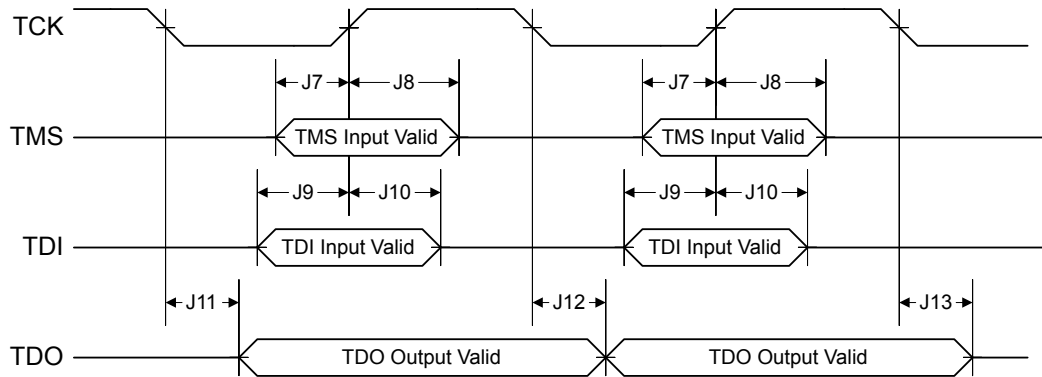 TCK
J7 J8 J7 J8
TMS TMS Input Valid TMS Input Valid
J9 J10 J9 J10
TDI TDI Input Valid TDI Input Valid
J11 J12 J13
TDO TDO Output Valid TDO Output Valid